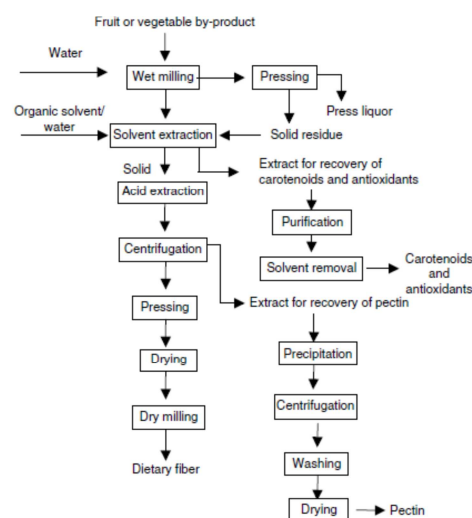 Fruit or vegetable by-product
Water
Wet milling
Pressing
Press liquor
Organic solvent/
water
Solvent extraction
Solid residue
Solid
Extract for recovery of
carotenoids and antioxidants
Acid extraction
Purification
Centrifugation
Solvent removal
Carotenoids
and
antioxidants
Pressing
Extract for recovery of pectin
Drying
Precipitation
Dry milling
Centrifugation
Dietary fiber
Washing
Drying
Pectin